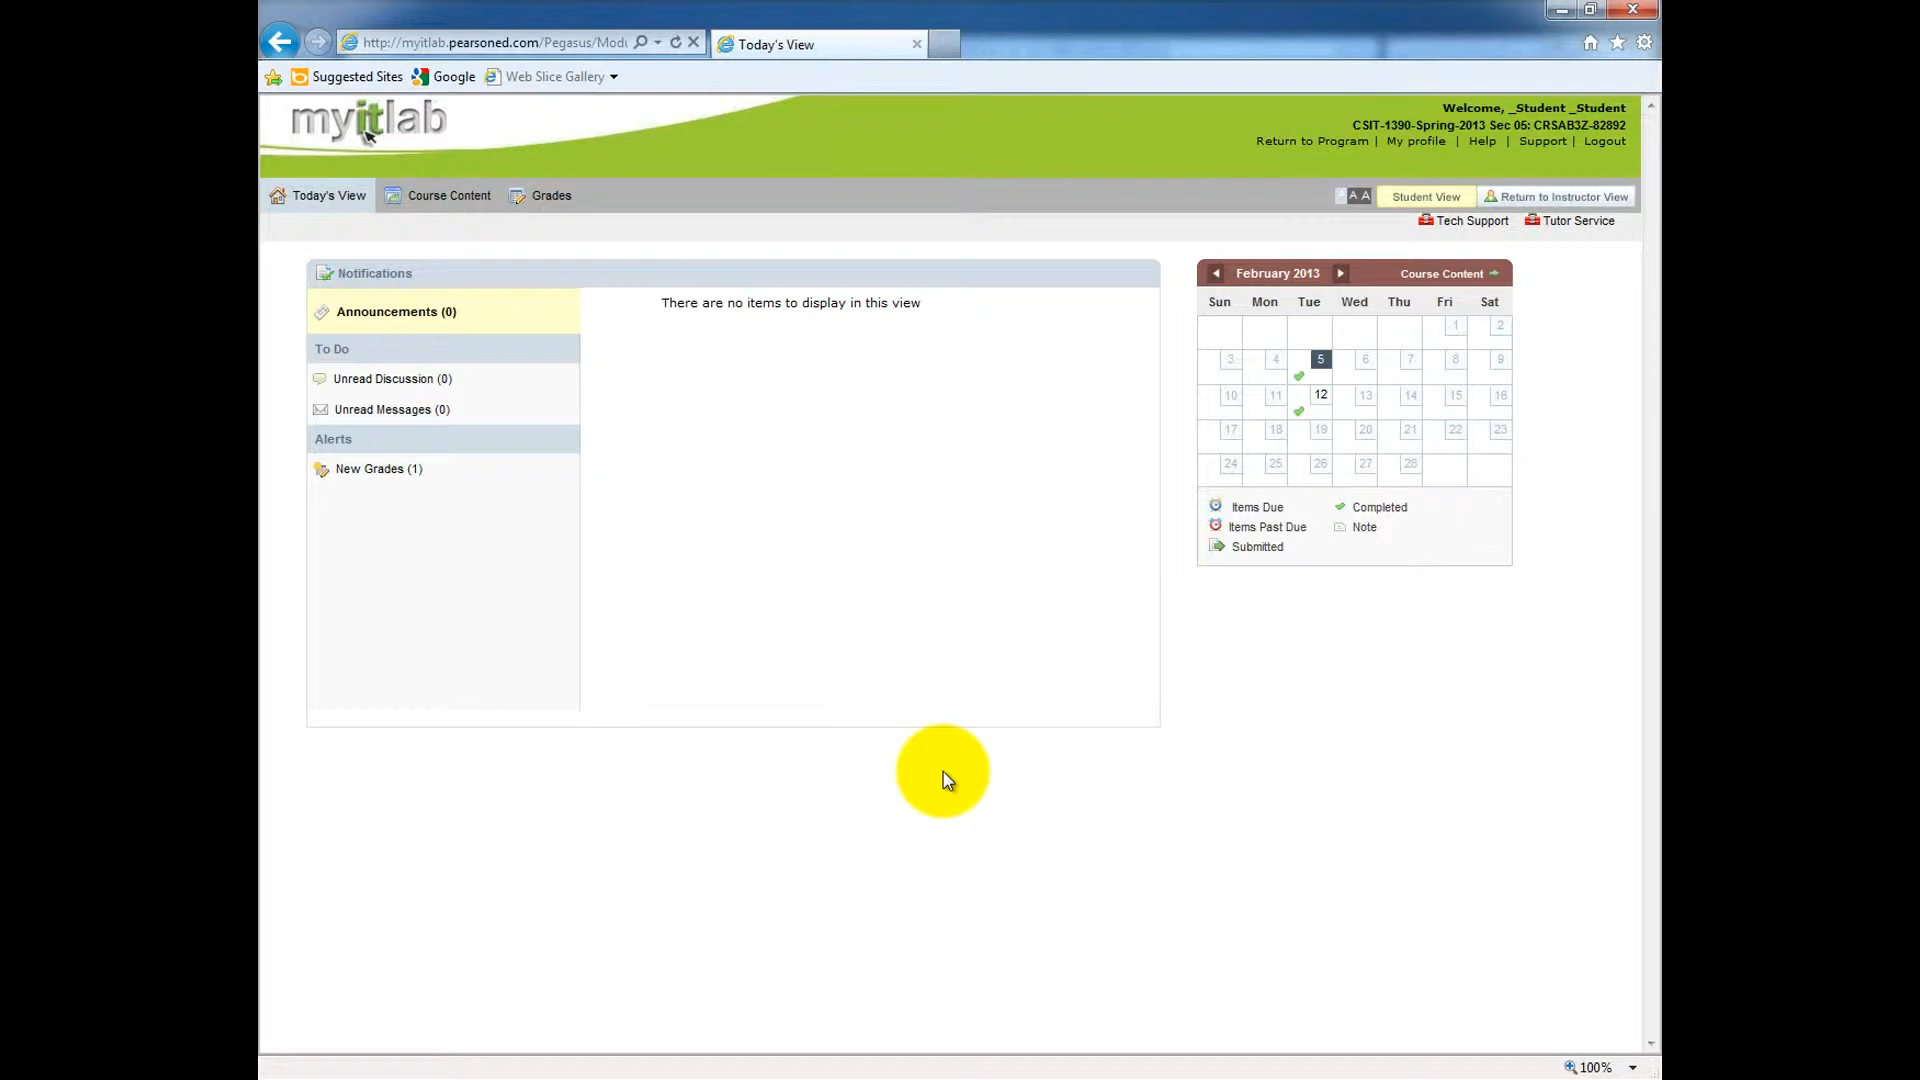 http://myitlab.pearsoned.com/Pegasus/Modu
Today's View
Suggested Sites
Google
Web Slice Gallery
myitlab
Welcome, _Student _Student
CSIT-1390-Spring-2013 Sec 05: CRSAB3Z-82892
Return to Program | My profile | Help | Support | Logout
Today's View
Course Content
Grades
A A
Student View
Return to Instructor View
Tech Support
Tutor Service
Notifications
Announcements (0)
There are no items to display in this view
To Do
Unread Discussion (0)
Unread Messages (0)
Alerts
New Grades (1)
February 2013
Course Content
Sun Mon Tue Wed Thu Fri Sat
1 2
3 4 5 6 7 8 9
10 11 12 13 14 15 16
17 18 19 20 21 22 23
24 25 26 27 28
Items Due
Completed
Items Past Due
Note
Submitted
100%